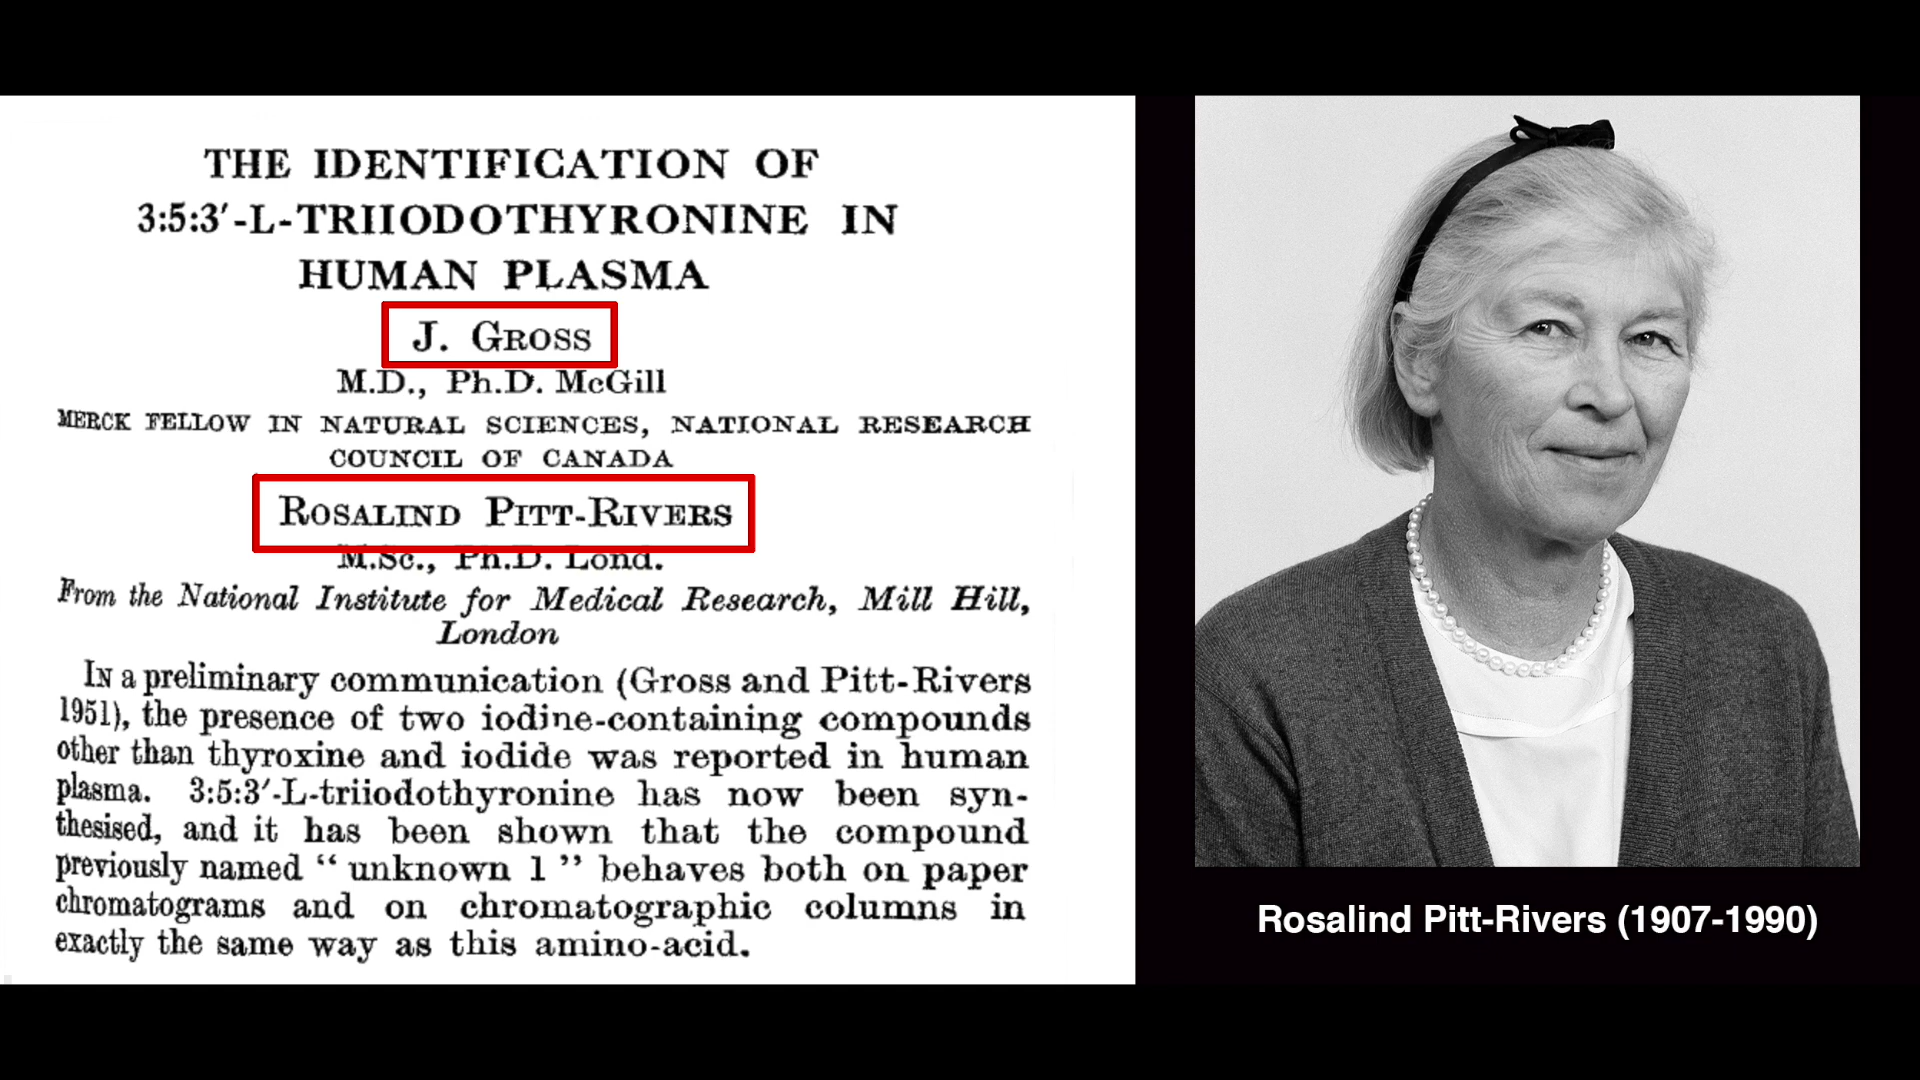 THE IDENTIFICATION OF
3:5:3′-L-TRIIODOTHYRONINE IN
HUMAN PLASMA
J. GROSS
M.D., Ph.D. McGill
MERCK FELLOW IN NATURAL SCIENCES, NATIONAL RESEARCH
COUNCIL OF CANADA
ROSALIND PITT-RIVERS
M.Sc., Ph.D. Lond.
From the National Institute for Medical Research, Mill Hill,
London
IN a preliminary communication (Gross and Pitt-Rivers
1951), the presence of two iodine-containing compounds
other than thyroxine and iodide was reported in human
plasma. 3:5:3′-L-triiodothyronine has now been syn-
thesised, and it has been shown that the compound
previously named “ unknown 1 ” behaves both on paper
chromatograms and on chromatographic columns in
exactly the same way as this amino-acid.
Rosalind Pitt-Rivers (1907-1990)